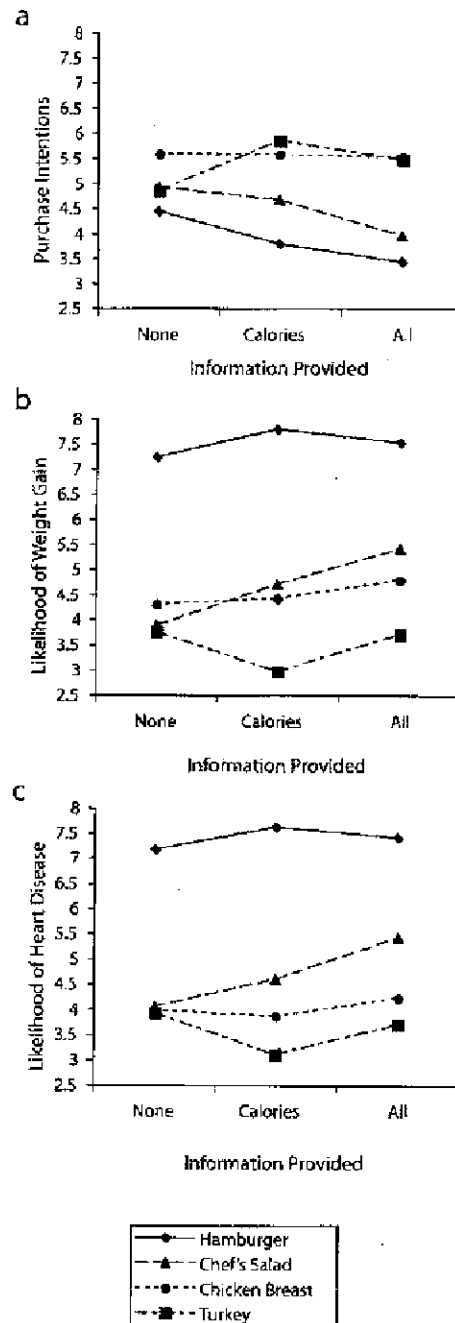 a
8
7.5
7
6.5
6
5.5
5
4.5
4
3.5
3
2.5
Purchase Intentions
None Calories All
Information Provided
b
8
7.5
7
6.5
6
5.5
5
4.5
4
3.5
3
2.5
Likelihood of Weight Gain
None Calories All
Information Provided
c
8
7.5
7
6.5
6
5.5
5
4.5
4
3.5
3
2.5
Likelihood of Heart Disease
None Calories All
Information Provided
Hamburger
Chef's Salad
Chicken Breast
Turkey